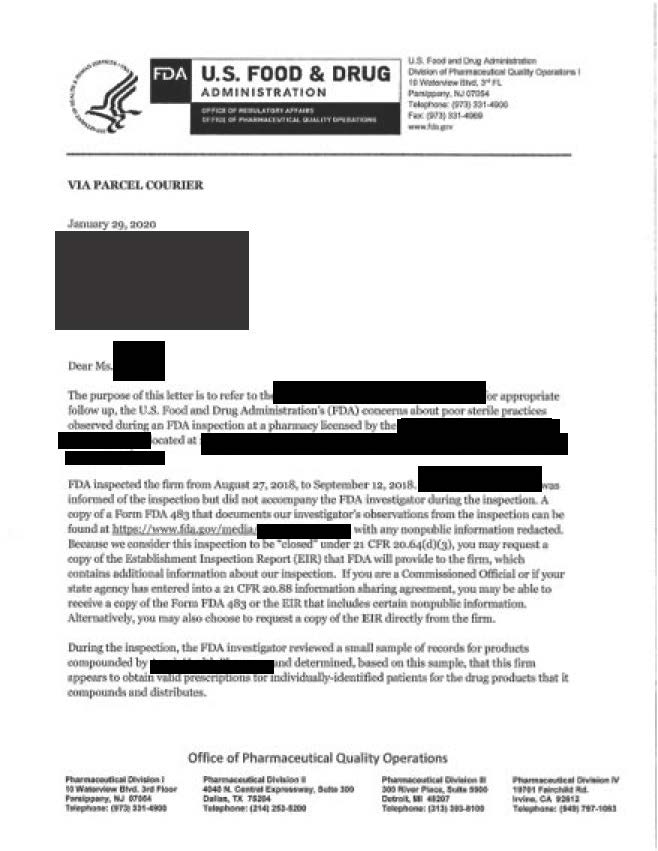 DEPARTMENT OF HEALTH & HUMAN SERVICES • USA
FDA
U.S. FOOD & DRUG
ADMINISTRATION
OFFICE OF REGULATORY AFFAIRS
OFFICE OF PHARMACEUTICAL QUALITY OPERATIONS
U.S. Food and Drug Administration
Division of Pharmaceutical Quality Operations I
10 Waterview Blvd, 3rd FL
Parsippany, NJ 07054
Telephone: (973) 331-4900
Fax: (973) 331-4969
www.fda.gov
VIA PARCEL COURIER
January 29, 2020
Dear Ms.
The purpose of this letter is to refer to the for appropriate
follow up, the U.S. Food and Drug Administration's (FDA) concerns about poor sterile practices
observed during an FDA inspection at a pharmacy licensed by the
located at
FDA inspected the firm from August 27, 2018, to September 12, 2018. was
informed of the inspection but did not accompany the FDA investigator during the inspection. A
copy of a Form FDA 483 that documents our investigator's observations from the inspection can be
found at https://www.fda.gov/media/ with any nonpublic information redacted.
Because we consider this inspection to be "closed" under 21 CFR 20.64(d)(3), you may request a
copy of the Establishment Inspection Report (EIR) that FDA will provide to the firm, which
contains additional information about our inspection. If you are a Commissioned Official or if your
state agency has entered into a 21 CFR 20.88 information sharing agreement, you may be able to
receive a copy of the Form FDA 483 or the EIR that includes certain nonpublic information.
Alternatively, you may also choose to request a copy of the EIR directly from the firm.
During the inspection, the FDA investigator reviewed a small sample of records for products
compounded by and determined, based on this sample, that this firm
appears to obtain valid prescriptions for individually-identified patients for the drug products that it
compounds and distributes.
Office of Pharmaceutical Quality Operations
Pharmaceutical Division I
10 Waterview Blvd. 3rd Floor
Parsippany, NJ 07054
Telephone: (973) 331-4900
Pharmaceutical Division II
4040 N. Central Expressway, Suite 300
Dallas, TX 75204
Telephone: (214) 253-5200
Pharmaceutical Division III
300 River Place, Suite 5900
Detroit, MI 48207
Telephone: (313) 393-8100
Pharmaceutical Division IV
19701 Fairchild Rd.
Irvine, CA 92612
Telephone: (949) 797-1063